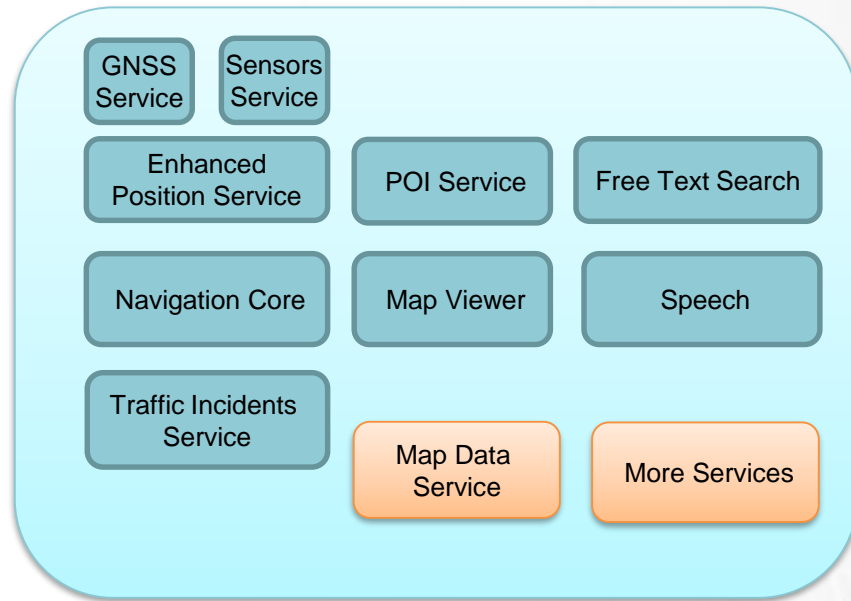 GNSS
Service
Sensors
Service
Enhanced
Position Service
POI Service
Free Text Search
Navigation Core
Map Viewer
Speech
Traffic Incidents
Service
Map Data
Service
More Services